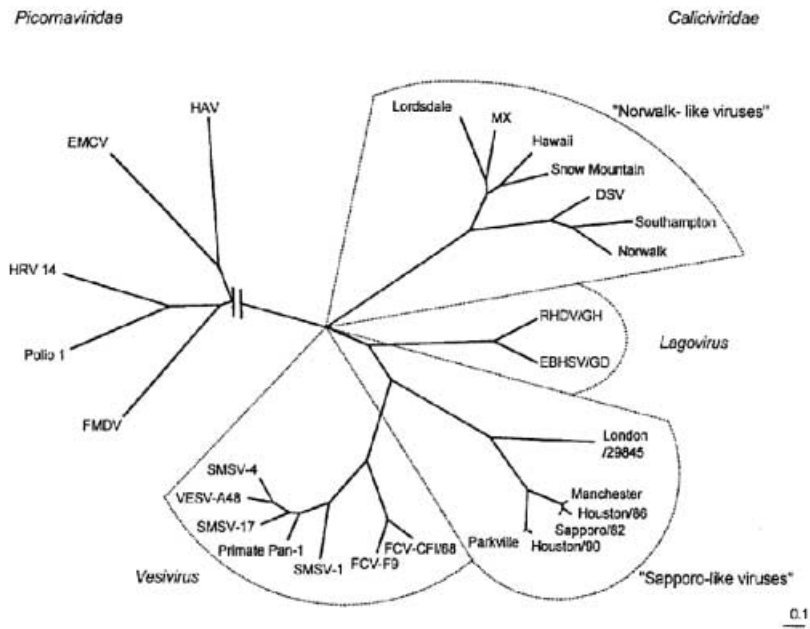 Picornaviridae
Caliciviridae
HAV
EMCV
HRV 14
Polio 1
FMDV
Lordsdale
MX
"Norwalk- like viruses"
Hawaii
Snow Mountain
DSV
Southampton
Norwalk
RHDV/GH
EBHSV/GD
Lagovirus
London
/29845
Manchester
Houston/86
Sapporo/82
Houston/90
Parkville
"Sapporo-like viruses"
SMSV-4
VESV-A48
SMSV-17
Primate Pan-1
SMSV-1
FCV-F9
FCV-CFI/68
Vesivirus
0.1